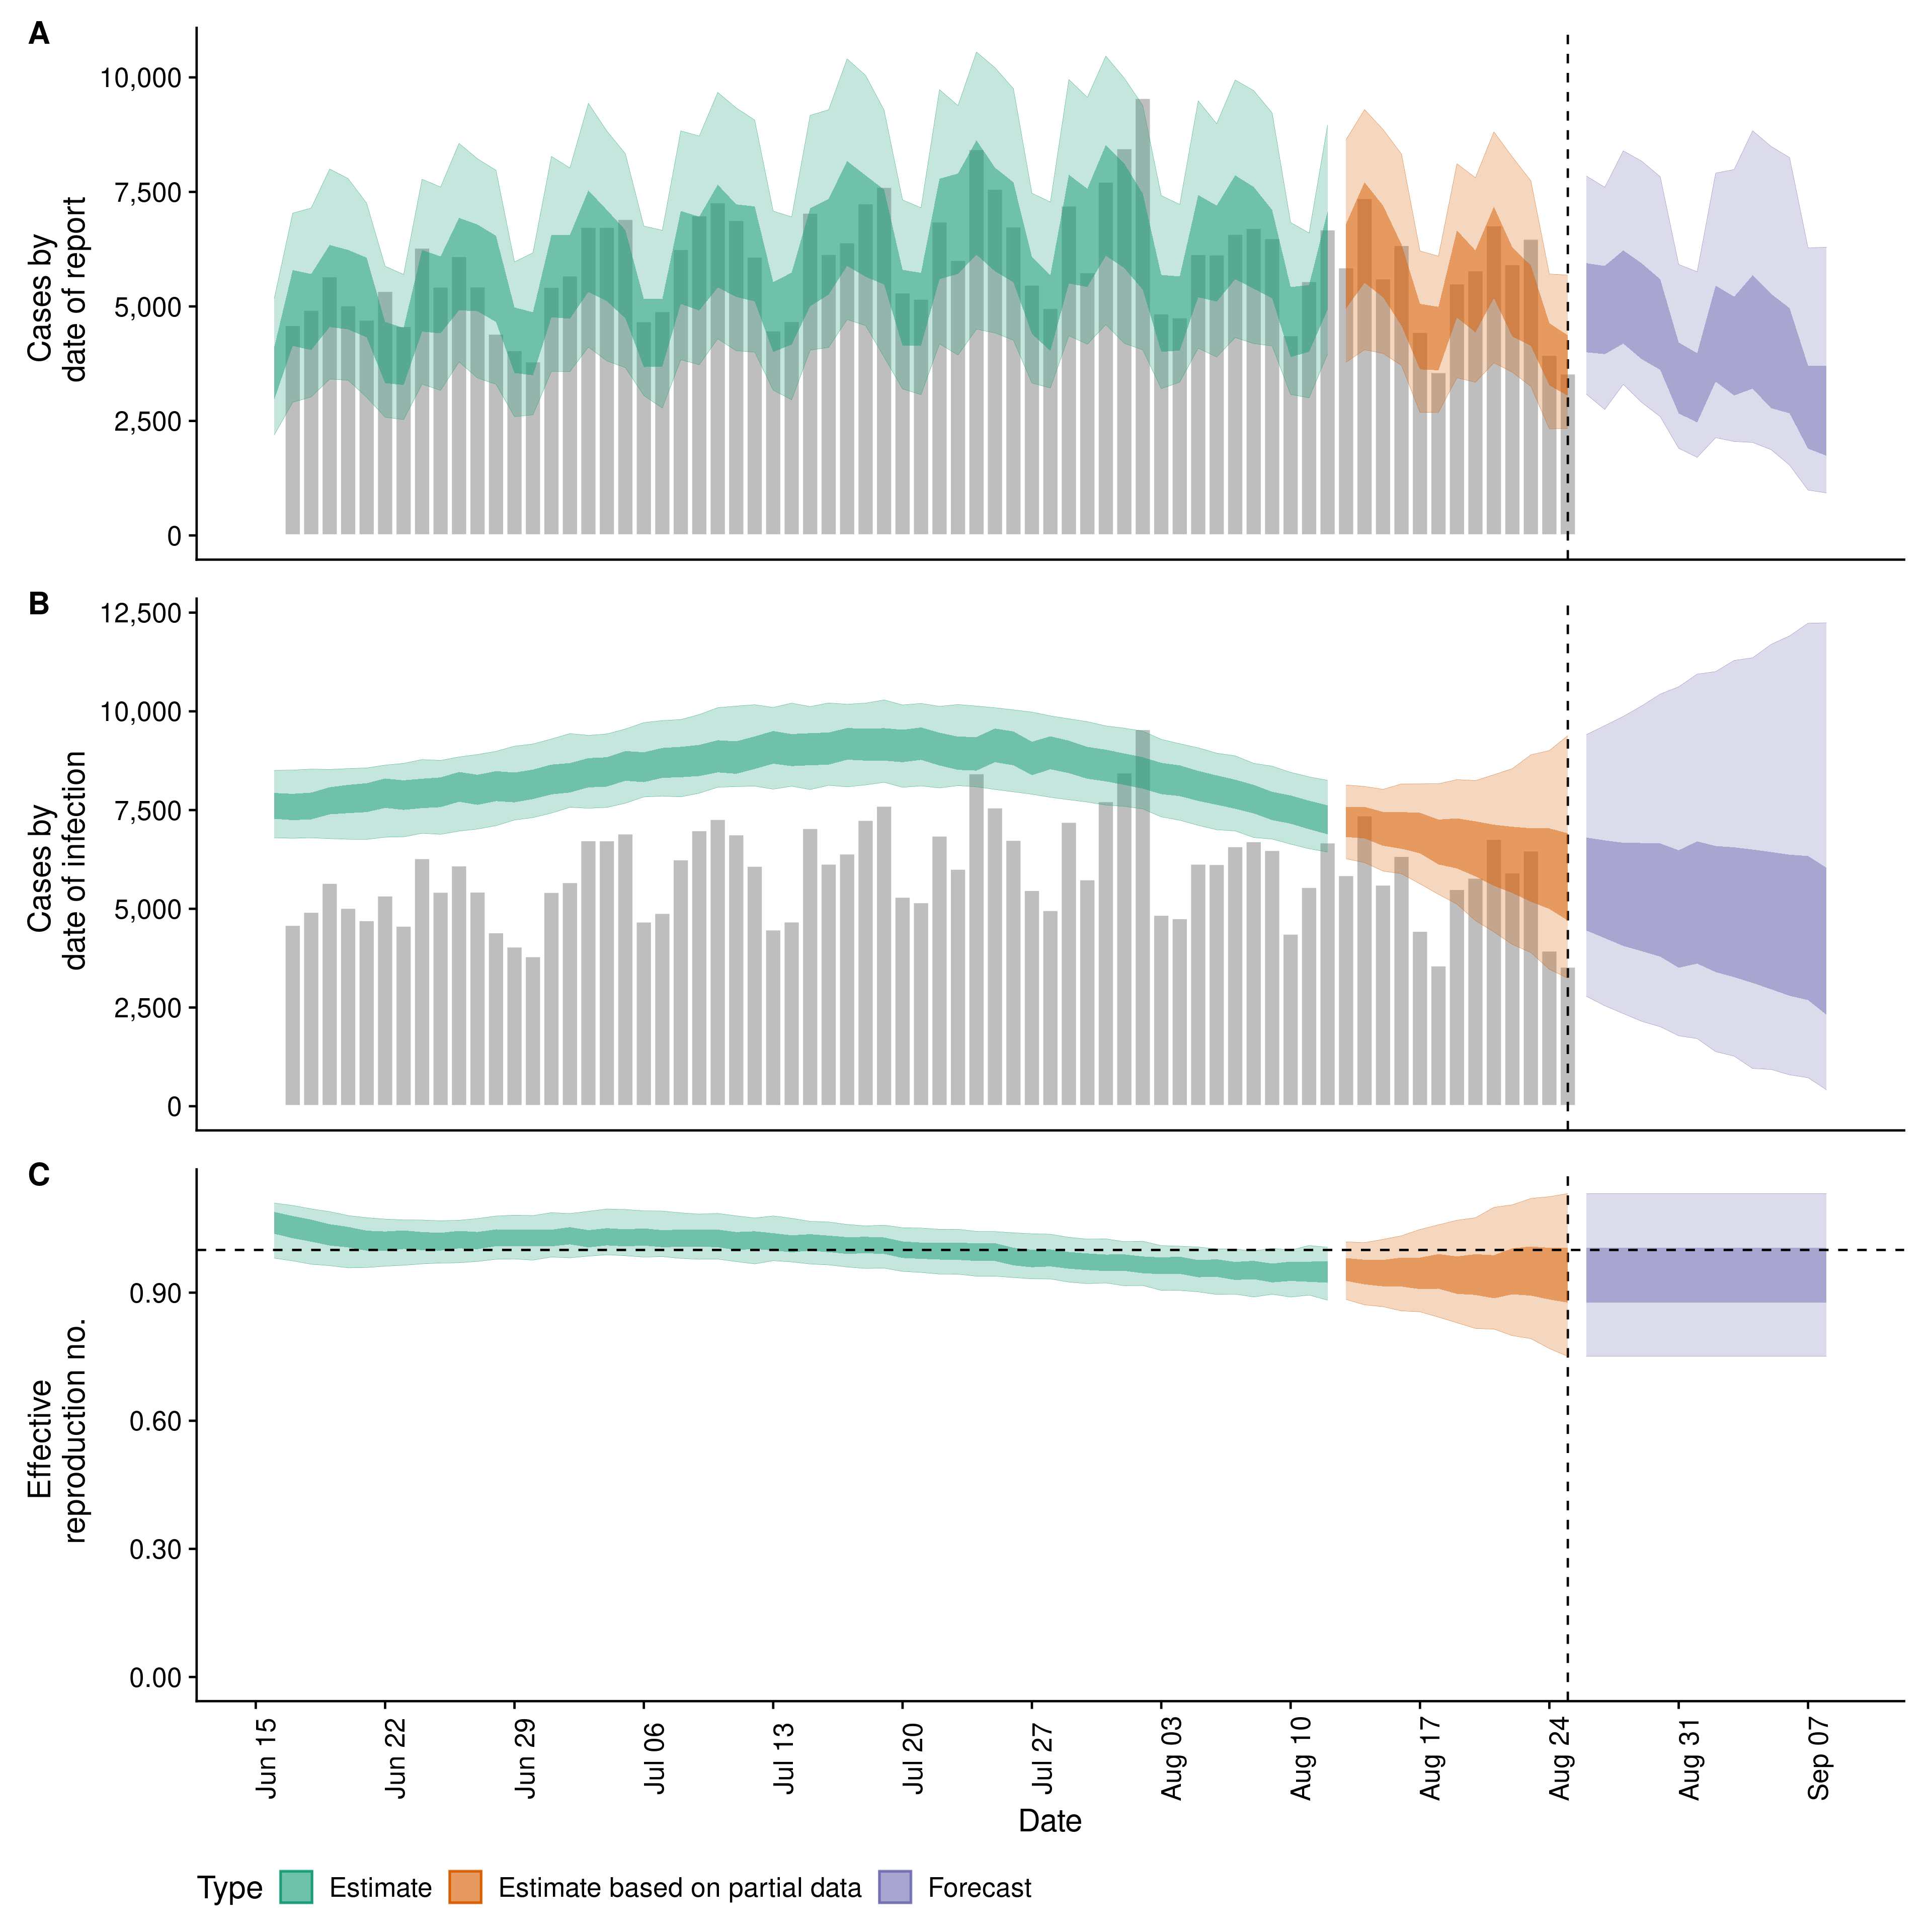 A
Cases by
date of report
10,000
7,500
5,000
2,500
0
B
Cases by
date of infection
12,500
10,000
7,500
5,000
2,500
0
C
Effective
reproduction no.
0.90
0.60
0.30
0.00
Jun 15
Jun 22
Jun 29
Jul 06
Jul 13
Jul 20
Jul 27
Aug 03
Aug 10
Aug 17
Aug 24
Aug 31
Sep 07
Date
Type Estimate Estimate based on partial data Forecast